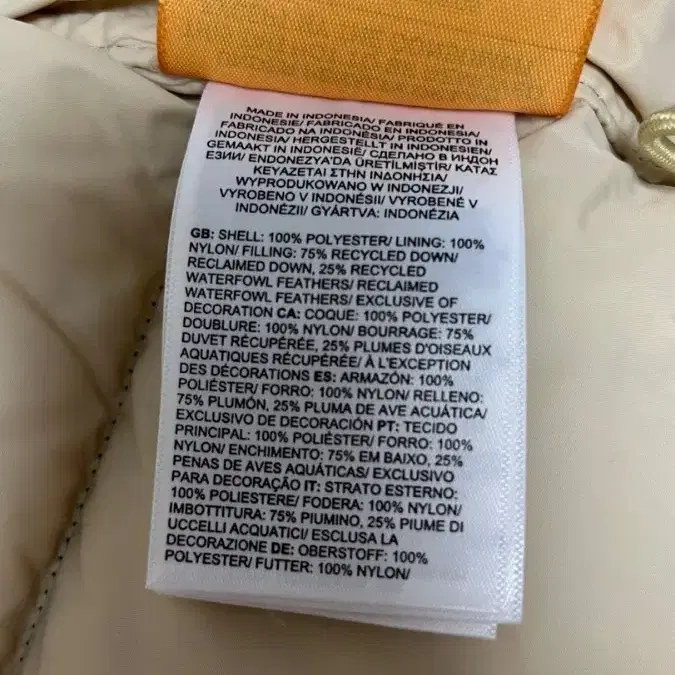 MADE IN INDONESIA/ FABRIQUÉ EN
INDONÉSIE/ FABRICADO EN INDONESIA/
FABRICADO NA INDONÉSIA/ PRODOTTO IN
INDONESIA/ HERGESTELLT IN INDONESIEN/
GEMAAKT IN INDONESIË/ СДЕЛАНО В ИНДОН
ЕЗИИ/ ENDONEZYA'DA ÜRETİLMİŞTİR/ ΚΑΤΑΣ
ΚΕΥΑΖΕΤΑΙ ΣΤΗΝ ΙΝΔΟΝΗΣΙΑ/
WYPRODUKOWANO W INDONEZJI/
VYROBENO V INDONÉSII/ VYROBENÉ V
INDONÉZII/ GYÁRTVA: INDONÉZIA
GB: SHELL: 100% POLYESTER/ LINING: 100%
NYLON/ FILLING: 75% RECYCLED DOWN/
RECLAIMED DOWN, 25% RECYCLED
WATERFOWL FEATHERS/ RECLAIMED
WATERFOWL FEATHERS/ EXCLUSIVE OF
DECORATION CA: COQUE: 100% POLYESTER/
DOUBLURE: 100% NYLON/ BOURRAGE: 75%
DUVET RÉCUPÉRÉE, 25% PLUMES D'OISEAUX
AQUATIQUES RÉCUPÉRÉE/ À L'EXCEPTION
DES DÉCORATIONS ES: ARMAZÓN: 100%
POLIÉSTER/ FORRO: 100% NYLON/ RELLENO:
75% PLUMÓN, 25% PLUMA DE AVE ACUÁTICA/
EXCLUSIVO DE DECORACIÓN PT: TECIDO
PRINCIPAL: 100% POLIÉSTER/ FORRO: 100%
NYLON/ ENCHIMENTO: 75% EM BAIXO, 25%
PENAS DE AVES AQUÁTICAS/ EXCLUSIVO
PARA DECORAÇÃO IT: STRATO ESTERNO:
100% POLIESTERE/ FODERA: 100% NYLON/
IMBOTTITURA: 75% PIUMINO, 25% PIUME DI
UCCELLI ACQUATICI/ ESCLUSA LA
DECORAZIONE DE: OBERSTOFF: 100%
POLYESTER/ FUTTER: 100% NYLON/